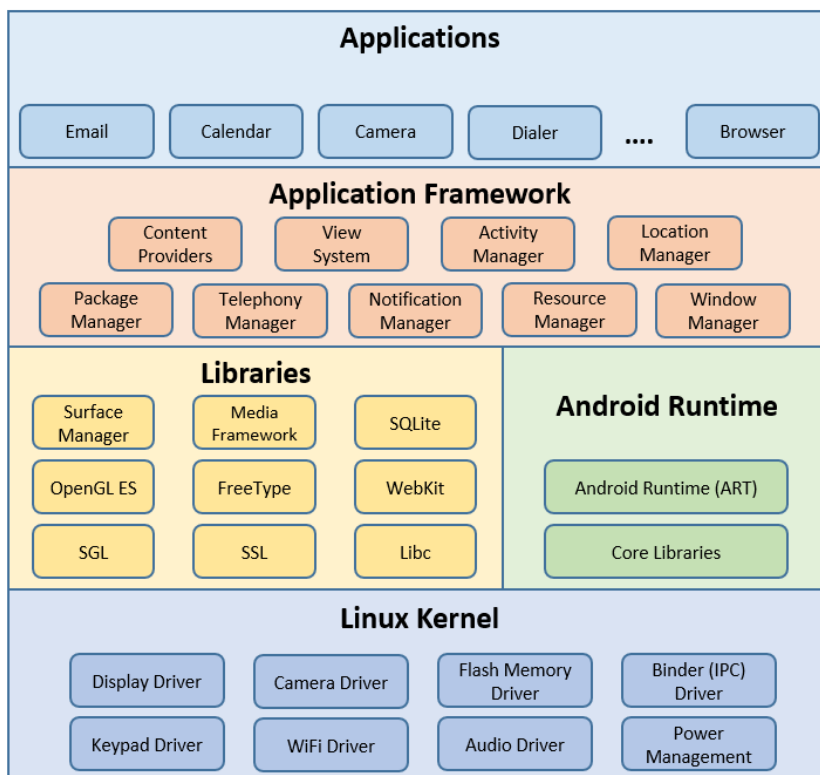 Applications
Email
Calendar
Camera
Dialer
....
Browser
Application Framework
Content
Providers
View
System
Activity
Manager
Location
Manager
Package
Manager
Telephony
Manager
Notification
Manager
Resource
Manager
Window
Manager
Libraries
Surface
Manager
Media
Framework
SQLite
OpenGL ES
FreeType
WebKit
SGL
SSL
Libc
Android Runtime
Android Runtime (ART)
Core Libraries
Linux Kernel
Display Driver
Camera Driver
Flash Memory
Driver
Binder (IPC)
Driver
Keypad Driver
WiFi Driver
Audio Driver
Power
Management